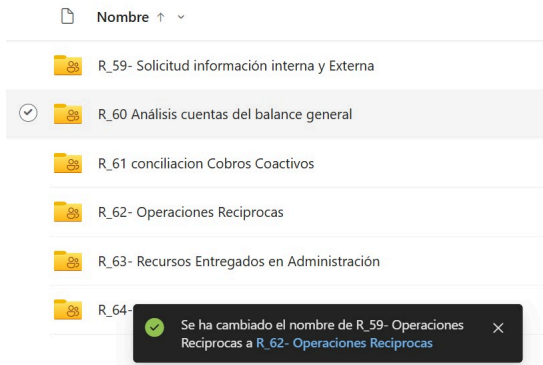 Nombre
R_59- Solicitud información interna y Externa
R_60 Análisis cuentas del balance general
R_61 conciliacion Cobros Coactivos
R_62- Operaciones Reciprocas
R_63- Recursos Entregados en Administración
R_64-
Se ha cambiado el nombre de R_59- Operaciones
Reciprocas a R_62- Operaciones Reciprocas